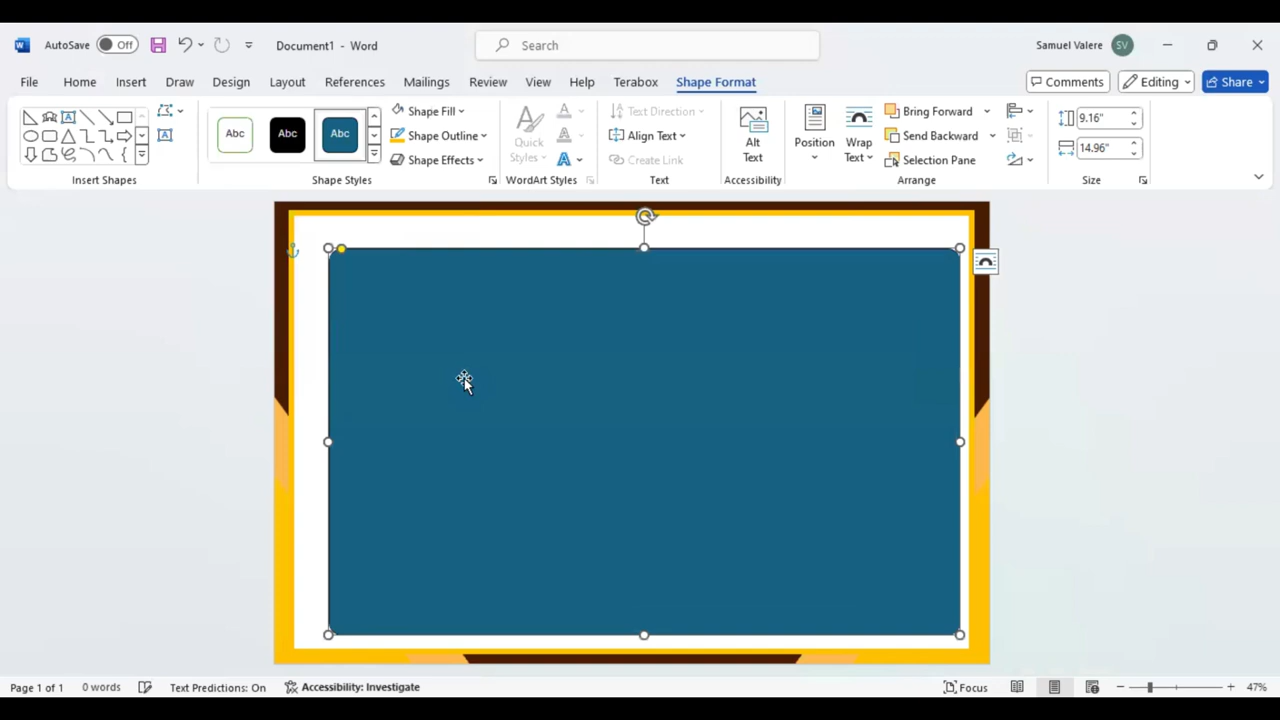 AutoSave Off Document1 - Word Search Samuel Valere SV
File Home Insert Draw Design Layout References Mailings Review View Help Terabox Shape Format Comments Editing Share
Abc Abc Abc
Shape Fill
Shape Outline
Shape Effects
Quick
Styles
A
A
A
Text Direction
Align Text
Create Link
Alt
Text
Position
Wrap
Text
Bring Forward
Send Backward
Selection Pane
9.16"
14.96"
Insert Shapes Shape Styles WordArt Styles Text Accessibility Arrange Size
Page 1 of 1 0 words Text Predictions: On Accessibility: Investigate Focus 47%